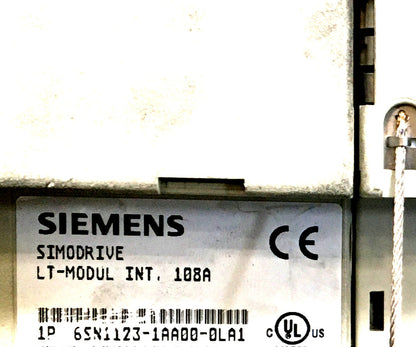 SIEMENS
SIMODRIVE
LT-MODUL INT. 108A
CE
1P 6SN1123-1AA00-0LA1
C UL US